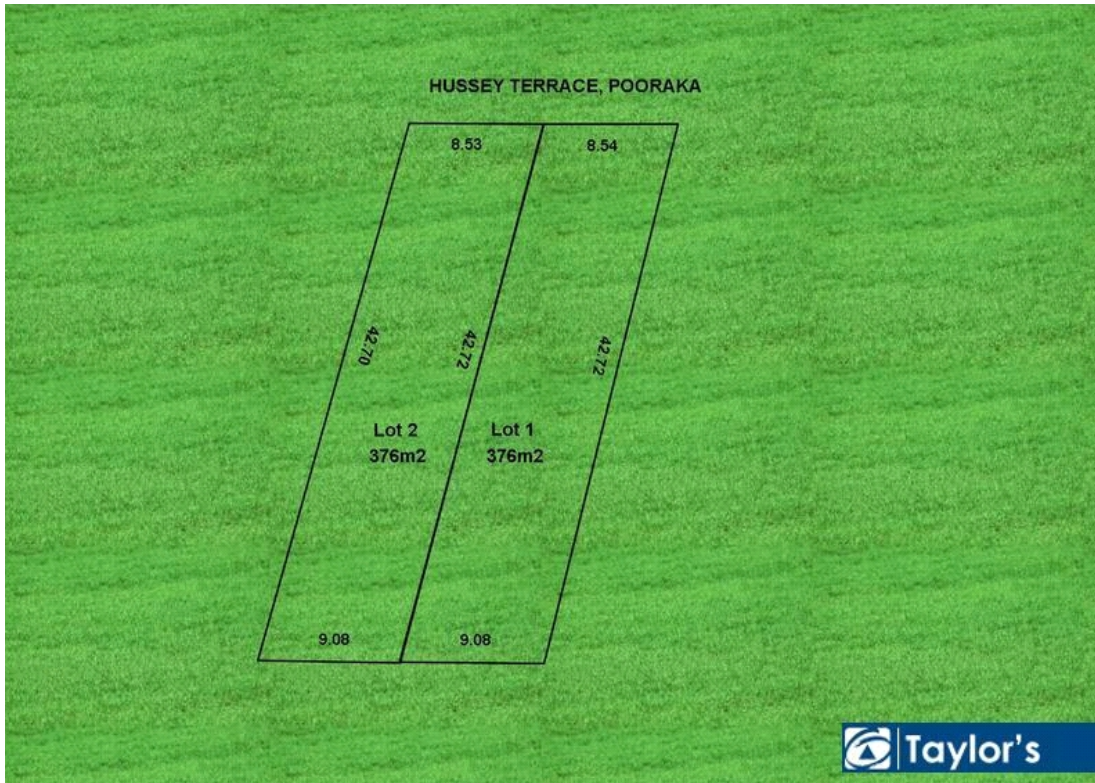 HUSSEY TERRACE, POORAKA
8.53
8.54
42.70
42.72
42.72
Lot 2
376m2
Lot 1
376m2
9.08
9.08
Taylor's